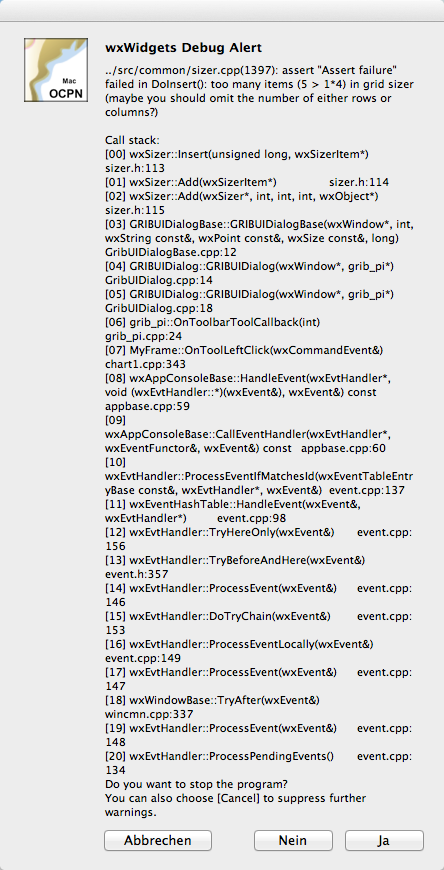 Mac
OCPN
wxWidgets Debug Alert
../src/common/sizer.cpp(1397): assert "Assert failure"
failed in DoInsert(): too many items (5 > 1*4) in grid sizer
(maybe you should omit the number of either rows or
columns?)
Call stack:
[00] wxSizer::Insert(unsigned long, wxSizerItem*)
sizer.h:113
[01] wxSizer::Add(wxSizerItem*) sizer.h:114
[02] wxSizer::Add(wxSizer*, int, int, int, wxObject*)
sizer.h:115
[03] GRIBUIDialogBase::GRIBUIDialogBase(wxWindow*, int,
wxString const&, wxPoint const&, wxSize const&, long)
GribUIDialogBase.cpp:12
[04] GRIBUIDialog::GRIBUIDialog(wxWindow*, grib_pi*)
GribUIDialog.cpp:14
[05] GRIBUIDialog::GRIBUIDialog(wxWindow*, grib_pi*)
GribUIDialog.cpp:18
[06] grib_pi::OnToolbarToolCallback(int)
grib_pi.cpp:24
[07] MyFrame::OnToolLeftClick(wxCommandEvent&)
chart1.cpp:343
[08] wxAppConsoleBase::HandleEvent(wxEvtHandler*,
void (wxEvtHandler::*)(wxEvent&), wxEvent&) const
appbase.cpp:59
[09]
wxAppConsoleBase::CallEventHandler(wxEvtHandler*,
wxEventFunctor&, wxEvent&) const appbase.cpp:60
[10]
wxEvtHandler::ProcessEventIfMatchesId(wxEventTableEntr
yBase const&, wxEvtHandler*, wxEvent&) event.cpp:137
[11] wxEventHashTable::HandleEvent(wxEvent&,
wxEvtHandler*) event.cpp:98
[12] wxEvtHandler::TryHereOnly(wxEvent&) event.cpp:
156
[13] wxEvtHandler::TryBeforeAndHere(wxEvent&)
event.h:357
[14] wxEvtHandler::ProcessEvent(wxEvent&) event.cpp:
146
[15] wxEvtHandler::DoTryChain(wxEvent&) event.cpp:
153
[16] wxEvtHandler::ProcessEventLocally(wxEvent&)
event.cpp:149
[17] wxEvtHandler::ProcessEvent(wxEvent&) event.cpp:
147
[18] wxWindowBase::TryAfter(wxEvent&)
wincmn.cpp:337
[19] wxEvtHandler::ProcessEvent(wxEvent&) event.cpp:
148
[20] wxEvtHandler::ProcessPendingEvents() event.cpp:
134
Do you want to stop the program?
You can also choose [Cancel] to suppress further
warnings.
Abbrechen Nein Ja